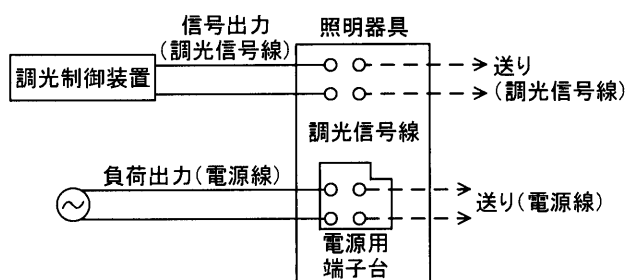 信号出力
(調光信号線)
照明器具
調光制御装置
送り
(調光信号線)
調光信号線
負荷出力(電源線)
送り(電源線)
電源用
端子台